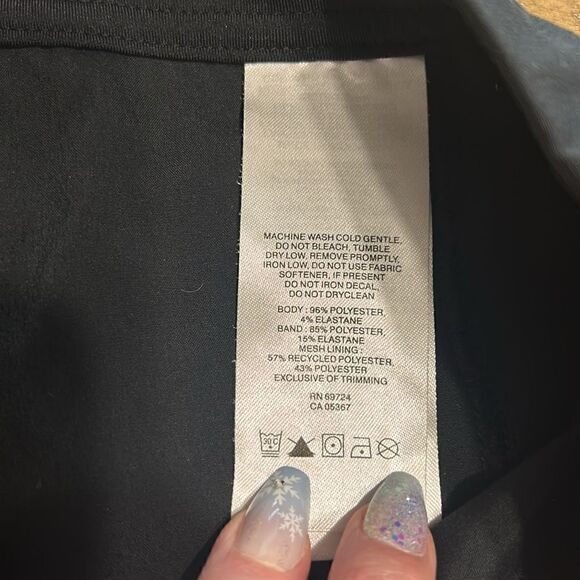 MACHINE WASH COLD GENTLE,
DO NOT BLEACH, TUMBLE
DRY LOW, REMOVE PROMPTLY,
IRON LOW, DO NOT USE FABRIC
SOFTENER, IF PRESENT
DO NOT IRON DECAL,
DO NOT DRYCLEAN
BODY : 96% POLYESTER,
4% ELASTANE
BAND : 85% POLYESTER,
15% ELASTANE
MESH LINING :
57% RECYCLED POLYESTER,
43% POLYESTER
EXCLUSIVE OF TRIMMING
RN 69724
CA 05367
30 C